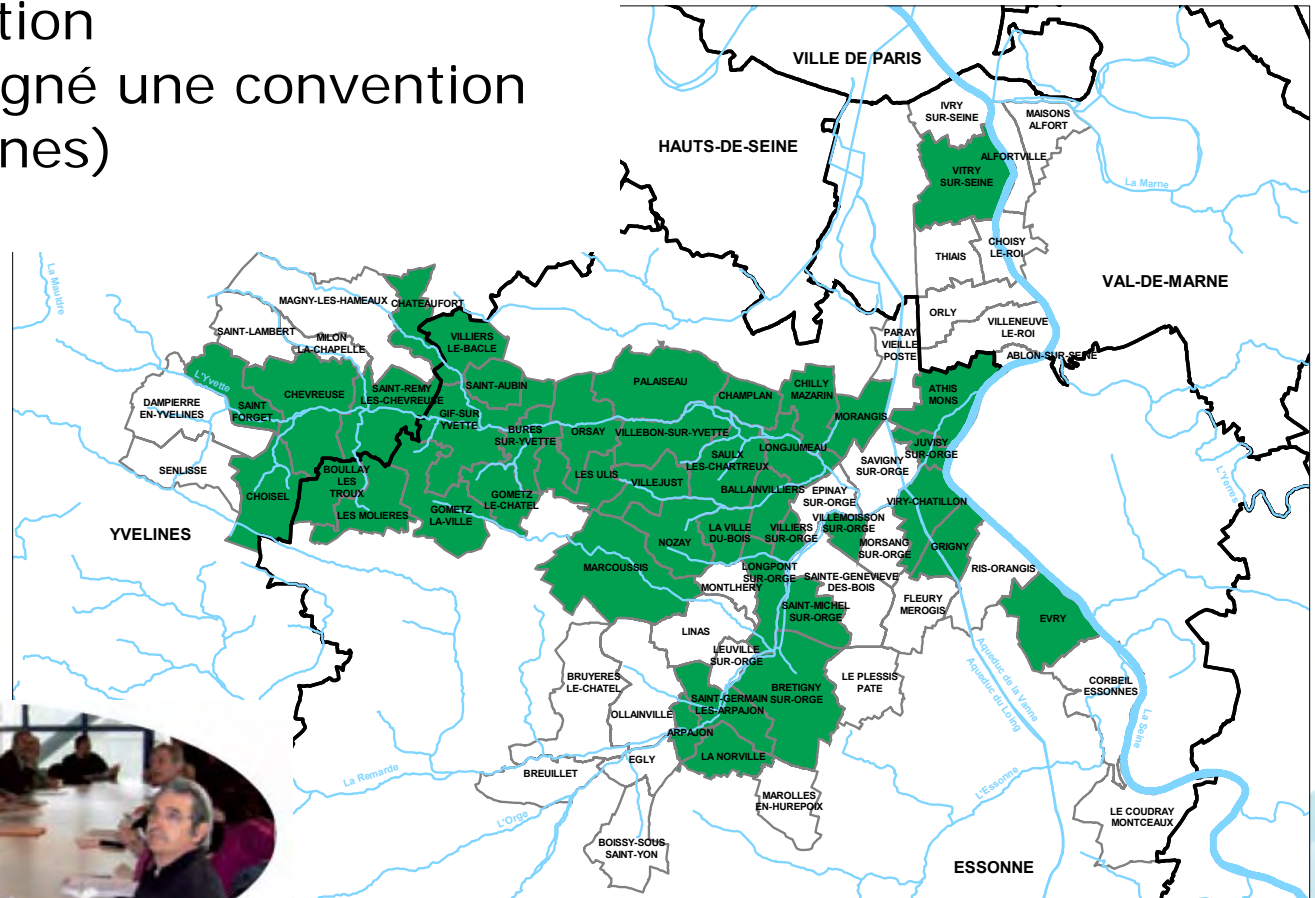 tion
gné une convention
nes)
VILLE DE PARIS
IVRY
SUR-SEINE
MAISONS
ALFORT
HAUTS-DE-SEINE
ALFORTVILLE
VITRY
SUR-SEINE
La Marne
THIAIS
CHOISY
LE-ROI
VAL-DE-MARNE
ORLY
VILLENEUVE
LE-ROI
PARAY
VIEILLE
POSTE
ABLON-SUR-SEINE
La Mauldre
MAGNY-LES-HAMEAUX
CHATEAUFORT
SAINT-LAMBERT
MILON
LA-CHAPELLE
VILLIERS
LE-BACLE
L'Yvette
DAMPIERRE
EN-YVELINES
SAINT
FORGET
CHEVREUSE
SAINT-REMY
LES-CHEVREUSE
SAINT-AUBIN
PALAISEAU
CHAMPLAN
CHILLY
MAZARIN
MORANGIS
ATHIS
MONS
GIF-SUR
YVETTE
BURES
SUR-YVETTE
ORSAY
VILLEBON-SUR-YVETTE
LONGJUMEAU
JUVISY
SUR-ORGE
SENLISSE
CHOISEL
BOULLAY
LES
TROUX
LES MOLIERES
GOMETZ
LA-VILLE
GOMETZ
LE-CHATEL
LES ULIS
VILLEJUST
SAULX
LES-CHARTREUX
BALLAINVILLIERS
SAVIGNY
SUR-ORGE
EPINAY
SUR-ORGE
VIRY-CHATILLON
L'Yerres
YVELINES
NOZAY
LA VILLE
DU-BOIS
VILLIERS
SUR-ORGE
VILLEMOISSON
SUR-ORGE
MORSANG
SUR-ORGE
GRIGNY
MARCOUSSIS
MONTLHERY
LONGPONT
SUR-ORGE
SAINTE-GENEVIEVE
DES-BOIS
RIS-ORANGIS
FLEURY
MEROGIS
SAINT-MICHEL
SUR-ORGE
EVRY
LINAS
LEUVILLE
SUR-ORGE
Aqueduc de la Vanne
Aqueduc du Loing
BRUYERES
LE-CHATEL
OLLAINVILLE
SAINT-GERMAIN
LES-ARPAJON
BRETIGNY
SUR-ORGE
LE PLESSIS
PATE
CORBEIL
ESSONNES
La Seine
ARPAJON
LA NORVILLE
EGLY
La Remarde
BREUILLET
L'Orge
MAROLLES
EN-HUREPOIX
L'Essonne
LE COUDRAY
MONTCEAUX
BOISSY-SOUS
SAINT-YON
ESSONNE